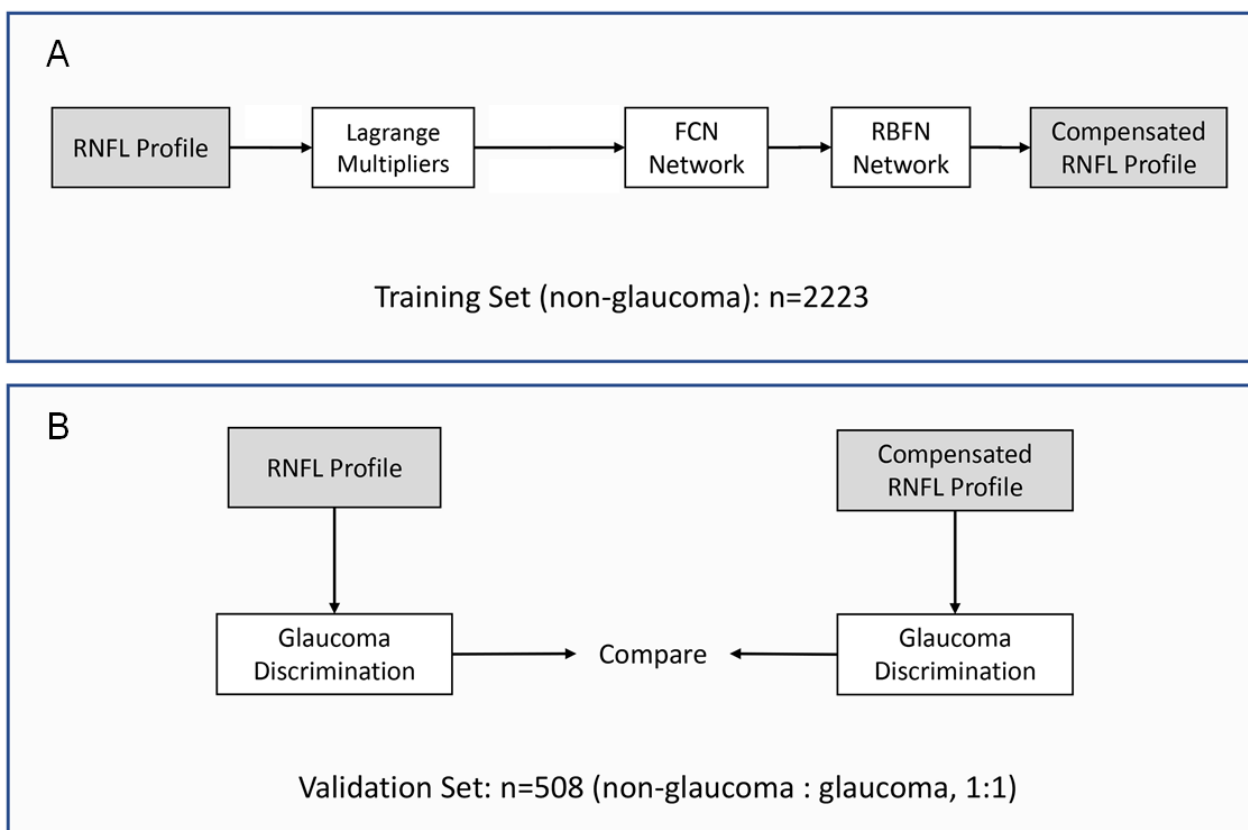 A
RNFL Profile
Lagrange
Multipliers
FCN
Network
RBFN
Network
Compensated
RNFL Profile
Training Set (non-glaucoma): n=2223
B
RNFL Profile
Compensated
RNFL Profile
Glaucoma
Discrimination
Compare
Glaucoma
Discrimination
Validation Set: n=508 (non-glaucoma : glaucoma, 1:1)